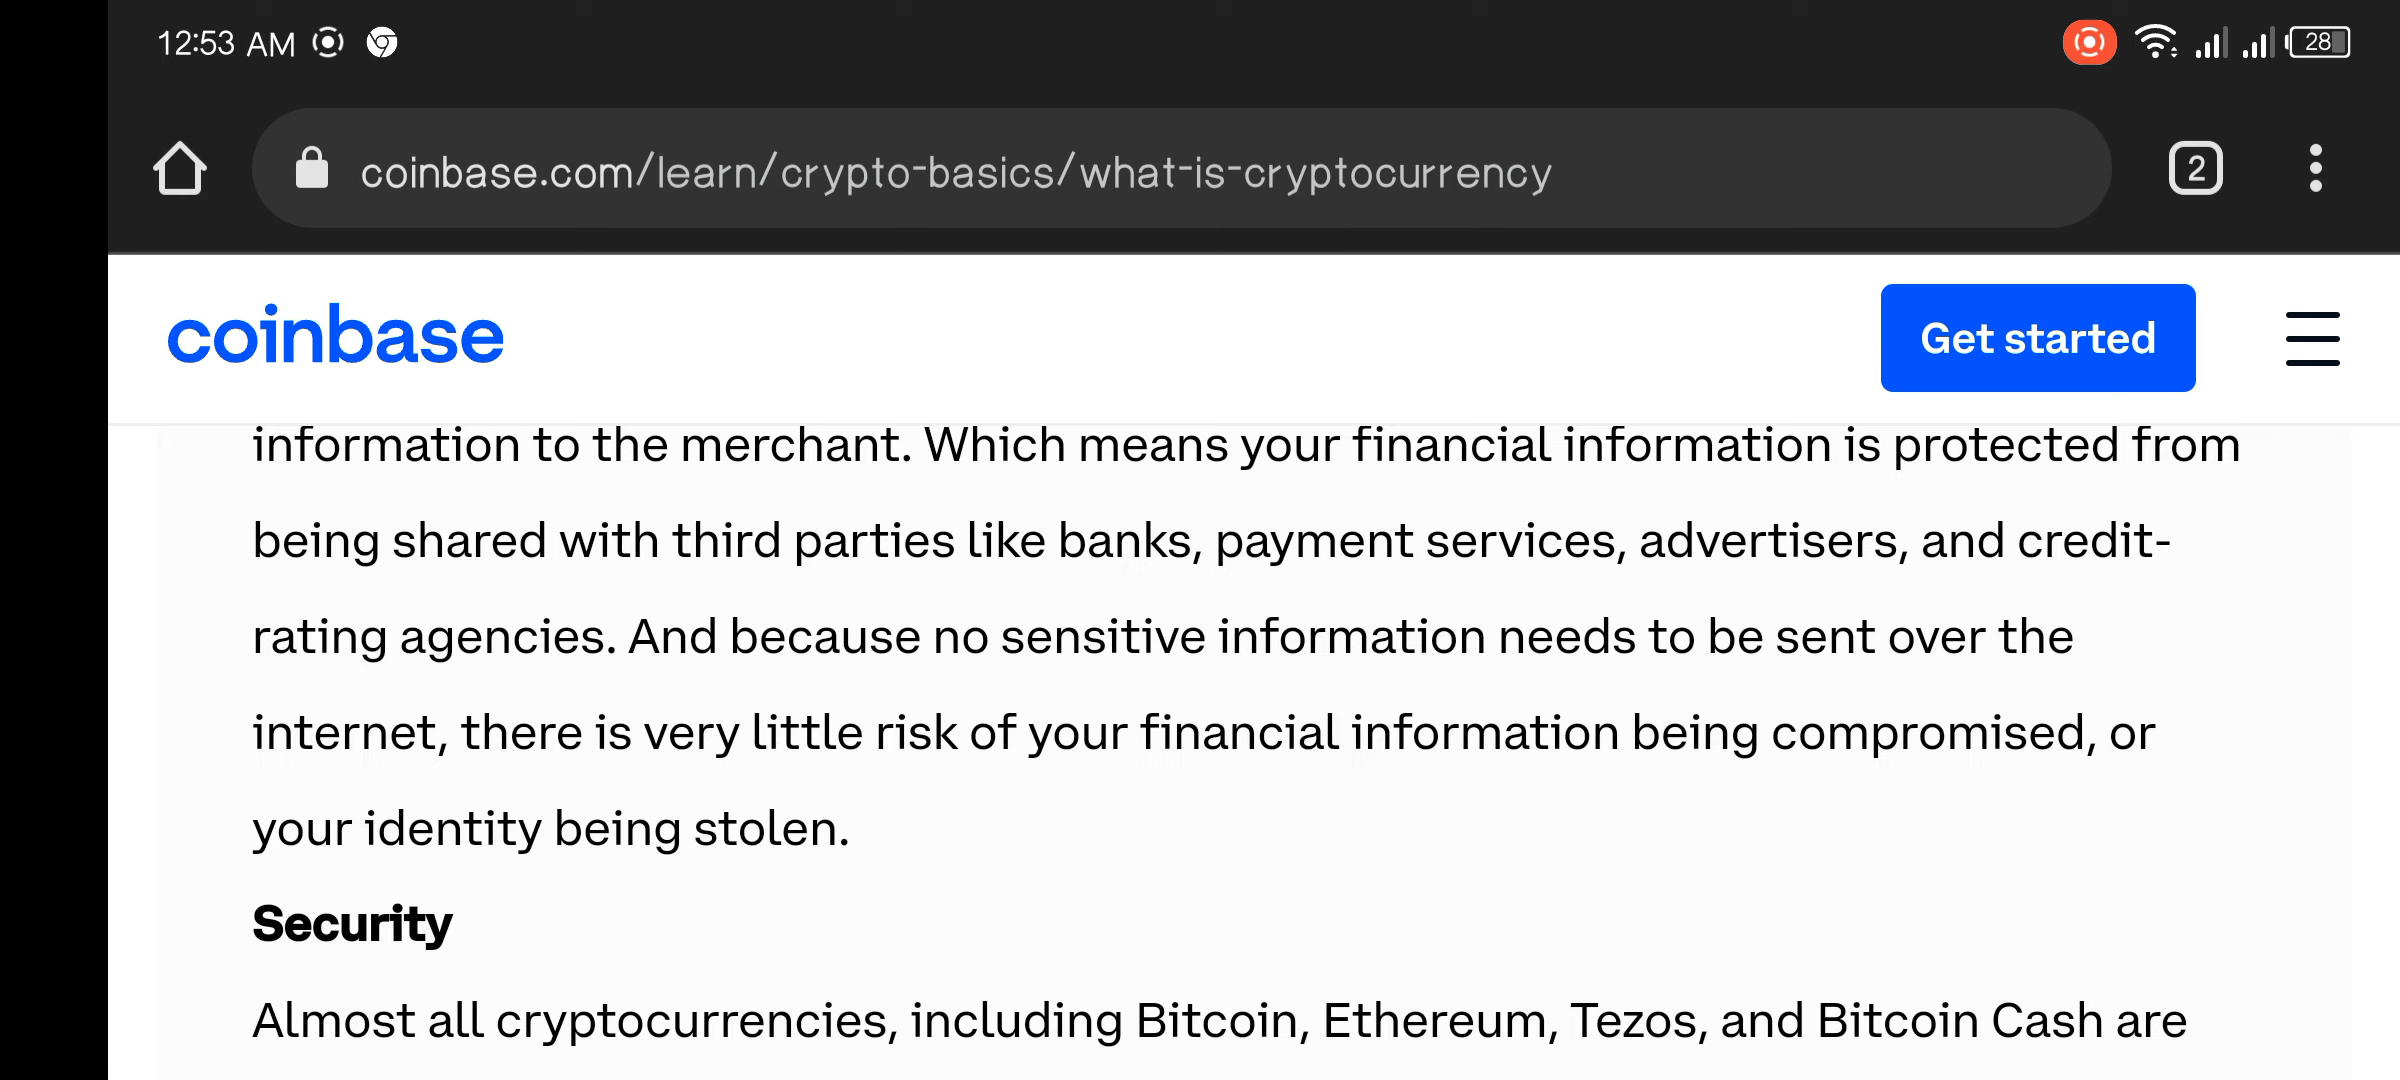 12:53 AM
28
coinbase.com/learn/crypto-basics/what-is-cryptocurrency
2
coinbase
Get started
information to the merchant. Which means your financial information is protected from
being shared with third parties like banks, payment services, advertisers, and credit-
rating agencies. And because no sensitive information needs to be sent over the
internet, there is very little risk of your financial information being compromised, or
your identity being stolen.
Security
Almost all cryptocurrencies, including Bitcoin, Ethereum, Tezos, and Bitcoin Cash are